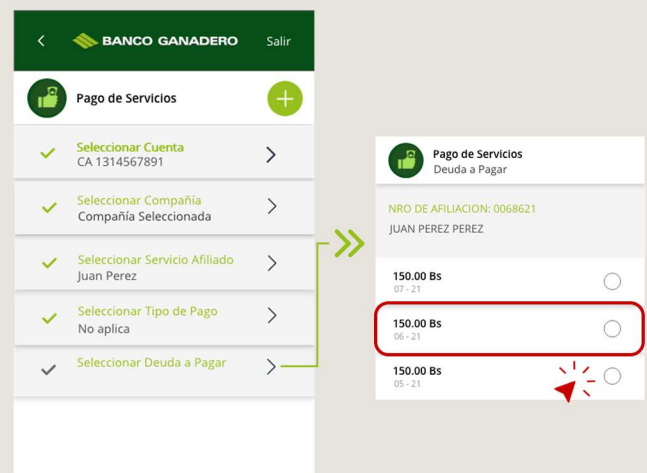 BANCO GANADERO
Salir
Pago de Servicios
Seleccionar Cuenta
CA 1314567891
Seleccionar Compañía
Compañía Seleccionada
Seleccionar Servicio Afiliado
Juan Perez
Seleccionar Tipo de Pago
No aplica
Seleccionar Deuda a Pagar
Pago de Servicios
Deuda a Pagar
NRO DE AFILIACION: 0068621
JUAN PEREZ PEREZ
150.00 Bs
07 - 21
150.00 Bs
06 - 21
150.00 Bs
05 - 21